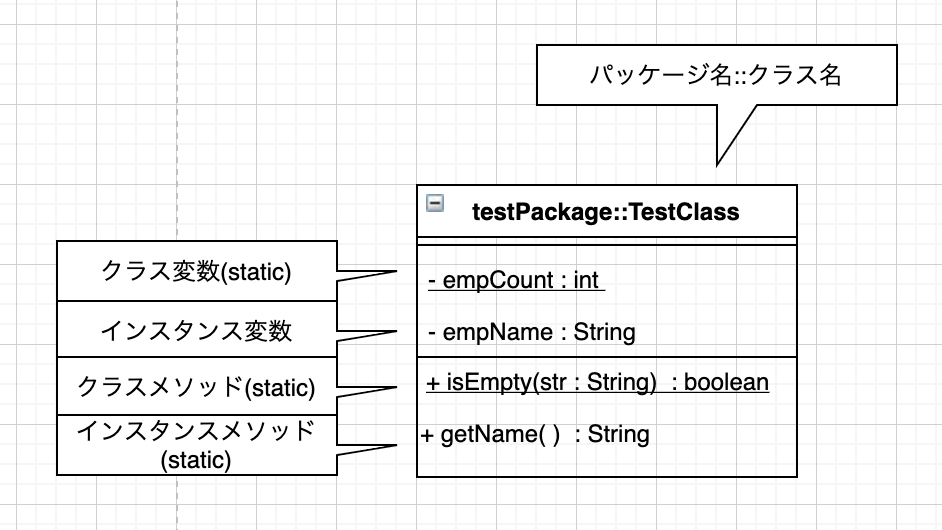 パッケージ名::クラス名
testPackage::TestClass
クラス変数(static)
- empCount : int
インスタンス変数
- empName : String
クラスメソッド(static)
+ isEmpty(str : String)  : boolean
インスタンスメソッド
(static)
+ getName( )  : String